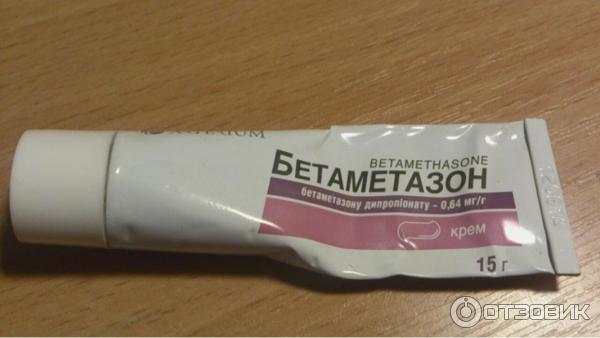 BETAMETHASONE
БЕТАМЕТАЗОН
бетаметазону дипропіонату – 0,64 мг/г
крем
15 г
ОТЗОВИК